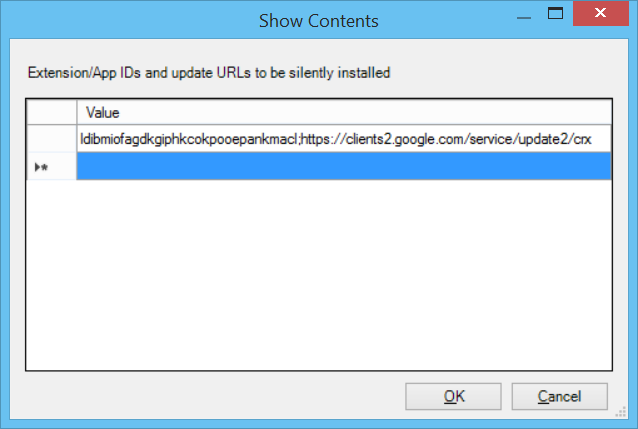 Show Contents
Extension/App IDs and update URLs to be silently installed
Value
ldibmiofagdkgiphkcokpooepankmacl;https://clients2.google.com/service/update2/crx
OK
Cancel